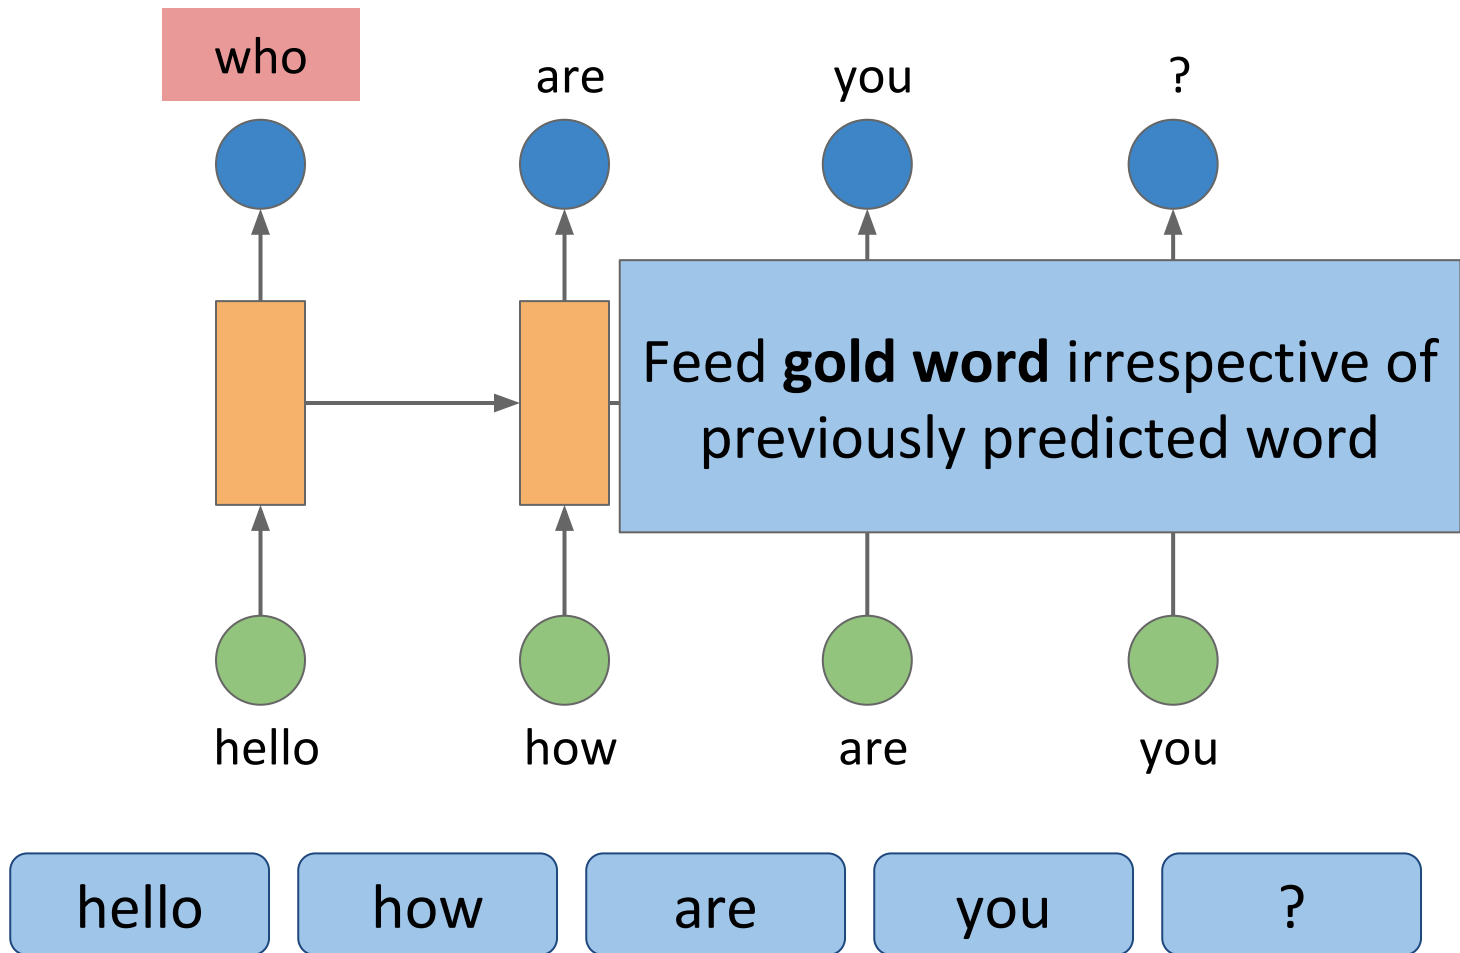 who
are you ?
Feed gold word irrespective of
previously predicted word
hello how are you
hello how are you ?